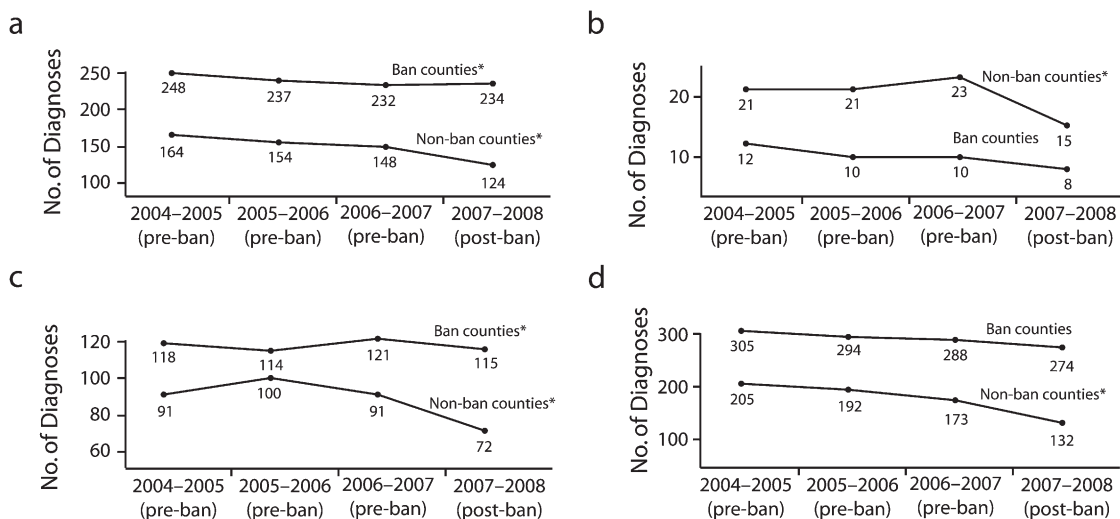 a
No. of Diagnoses
250
200
150
100
Ban counties*
248
237
232
234
Non-ban counties*
164
154
148
124
2004–2005
(pre-ban)
2005–2006
(pre-ban)
2006–2007
(pre-ban)
2007–2008
(post-ban)
b
No. of Diagnoses
20
10
Non-ban counties*
21
21
23
15
Ban counties
12
10
10
8
2004–2005
(pre-ban)
2005–2006
(pre-ban)
2006–2007
(pre-ban)
2007–2008
(post-ban)
c
No. of Diagnoses
120
100
80
60
Ban counties*
118
114
121
115
Non-ban counties*
91
100
91
72
2004–2005
(pre-ban)
2005–2006
(pre-ban)
2006–2007
(pre-ban)
2007–2008
(post-ban)
d
No. of Diagnoses
300
200
100
Ban counties
305
294
288
274
Non-ban counties*
205
192
173
132
2004–2005
(pre-ban)
2005–2006
(pre-ban)
2006–2007
(pre-ban)
2007–2008
(post-ban)